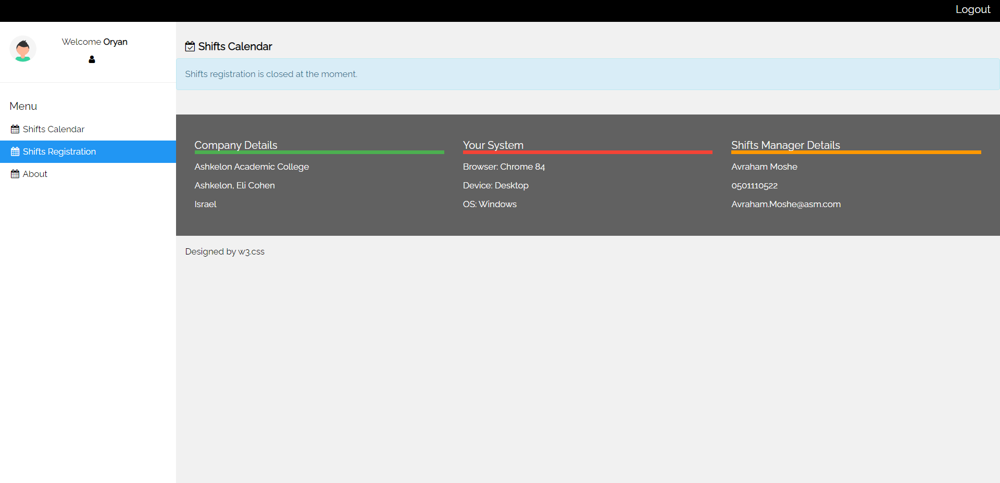 Logout
Welcome Oryan
Menu
Shifts Calendar
Shifts Registration
About
Shifts Calendar
Shifts registration is closed at the moment.
Company Details
Ashkelon Academic College
Ashkelon, Eli Cohen
Israel
Your System
Browser: Chrome 84
Device: Desktop
OS: Windows
Shifts Manager Details
Avraham Moshe
0501110522
Avraham.Moshe@asm.com
Designed by w3.css